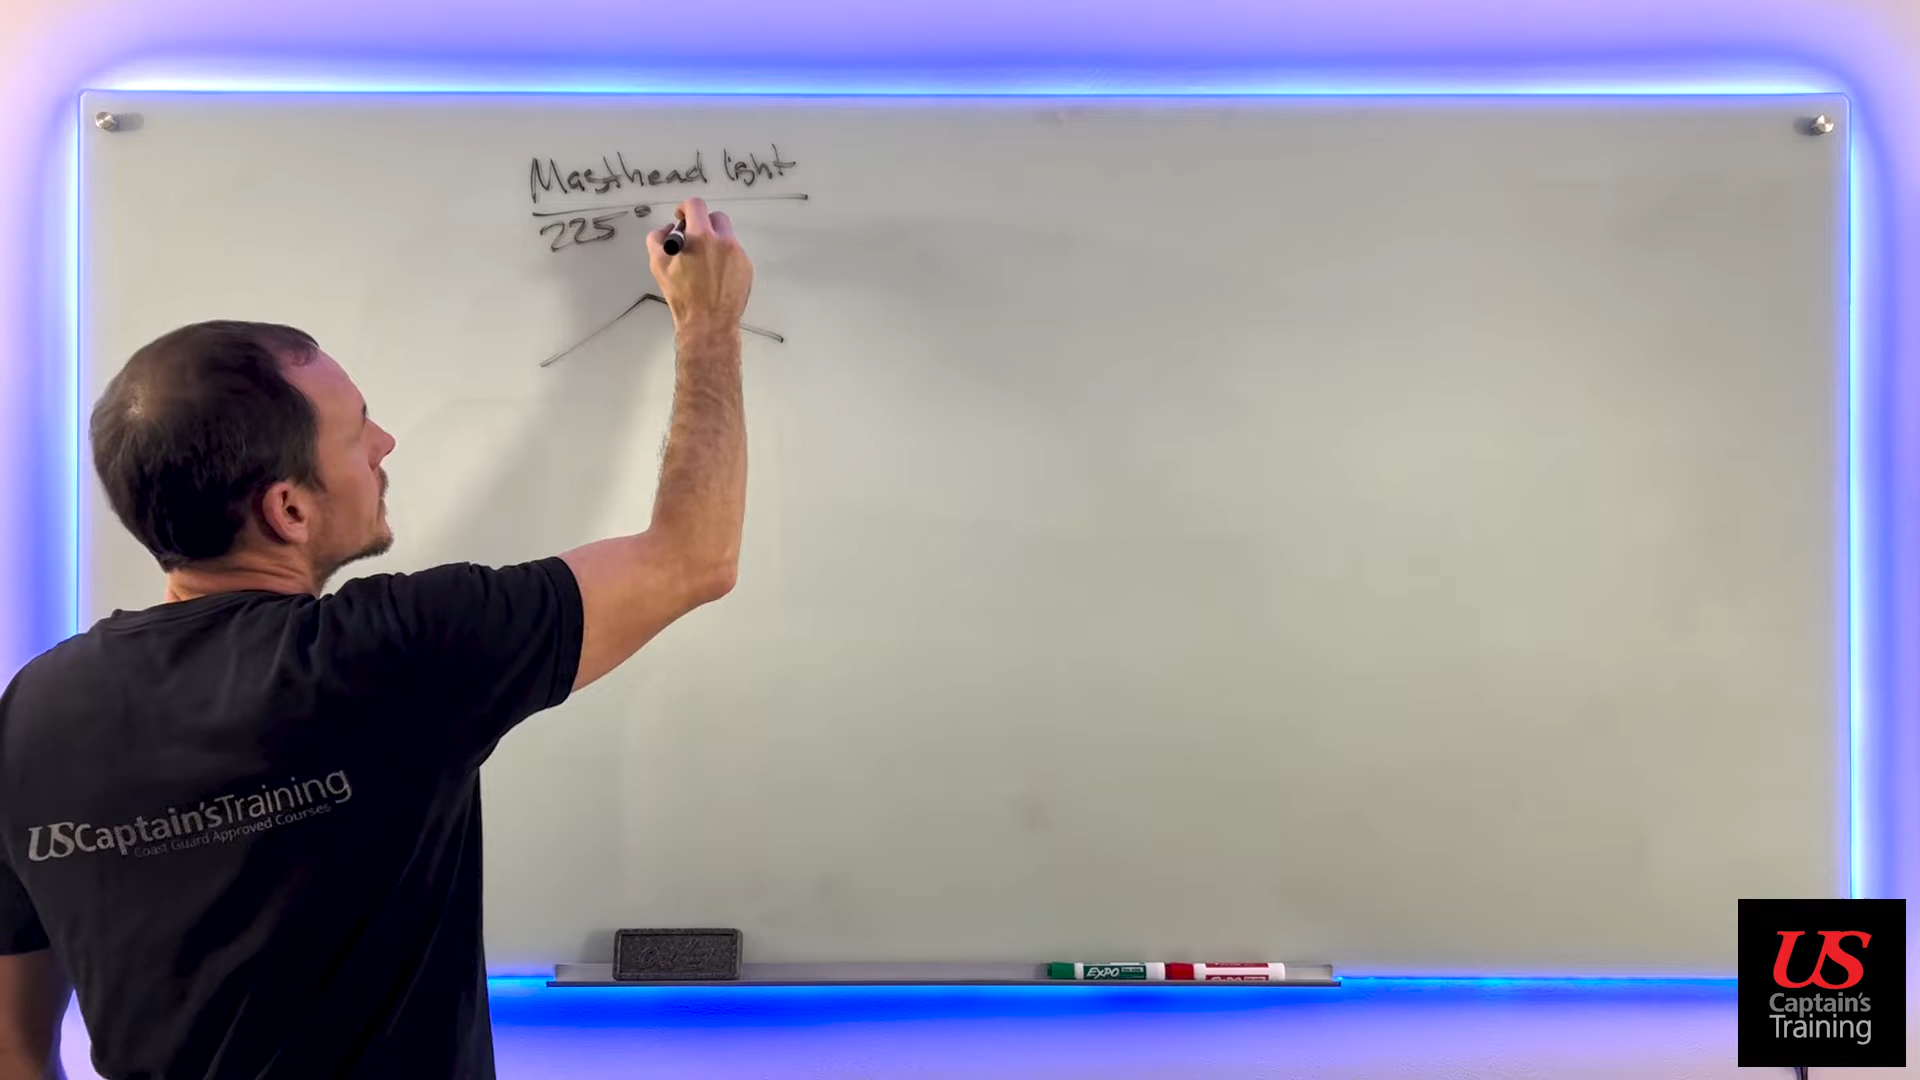 Masthead light
225°
USCaptain'sTraining
Coast Guard Approved Courses
EXPO
US
Captain's
Training